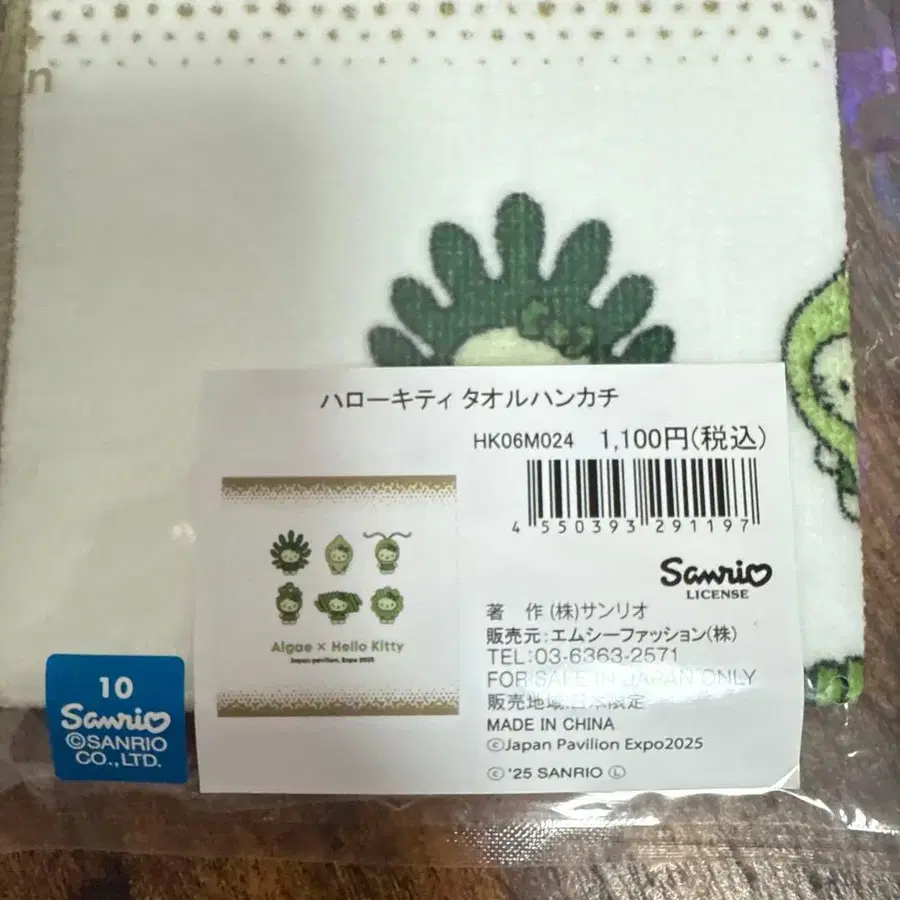 n
ハローキティ タオルハンカチ
HK06M024 1,100円(税込)
4 550393 291197
Sanrio
LICENSE
著 作 (株)サンリオ
販売元:エムシーファッション(株)
TEL:03-6363-2571
FOR SALE IN JAPAN ONLY
販売地域:日本限定
MADE IN CHINA
©Japan Pavilion Expo2025
©'25 SANRIO Ⓛ
Algae × Hello Kitty
Japan pavilion, Expo 2025
10
Sanrio
©SANRIO
CO.,LTD.